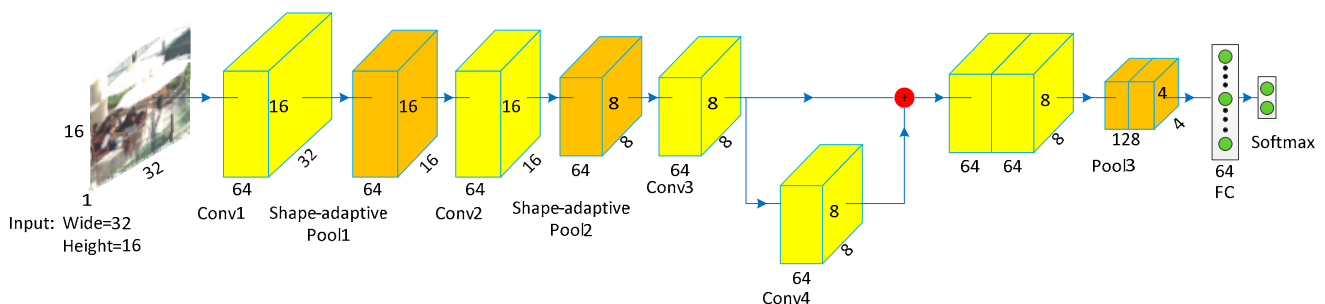 16
32
1
Input: Wide=32
Height=16
16
32
64
Conv1
16
16
64
Shape-adaptive
Pool1
16
16
64
Conv2
8
8
64
Shape-adaptive
Pool2
8
8
64
Conv3
8
8
64
Conv4
+
8
8
64
64
4
4
128
Pool3
64
FC
Softmax